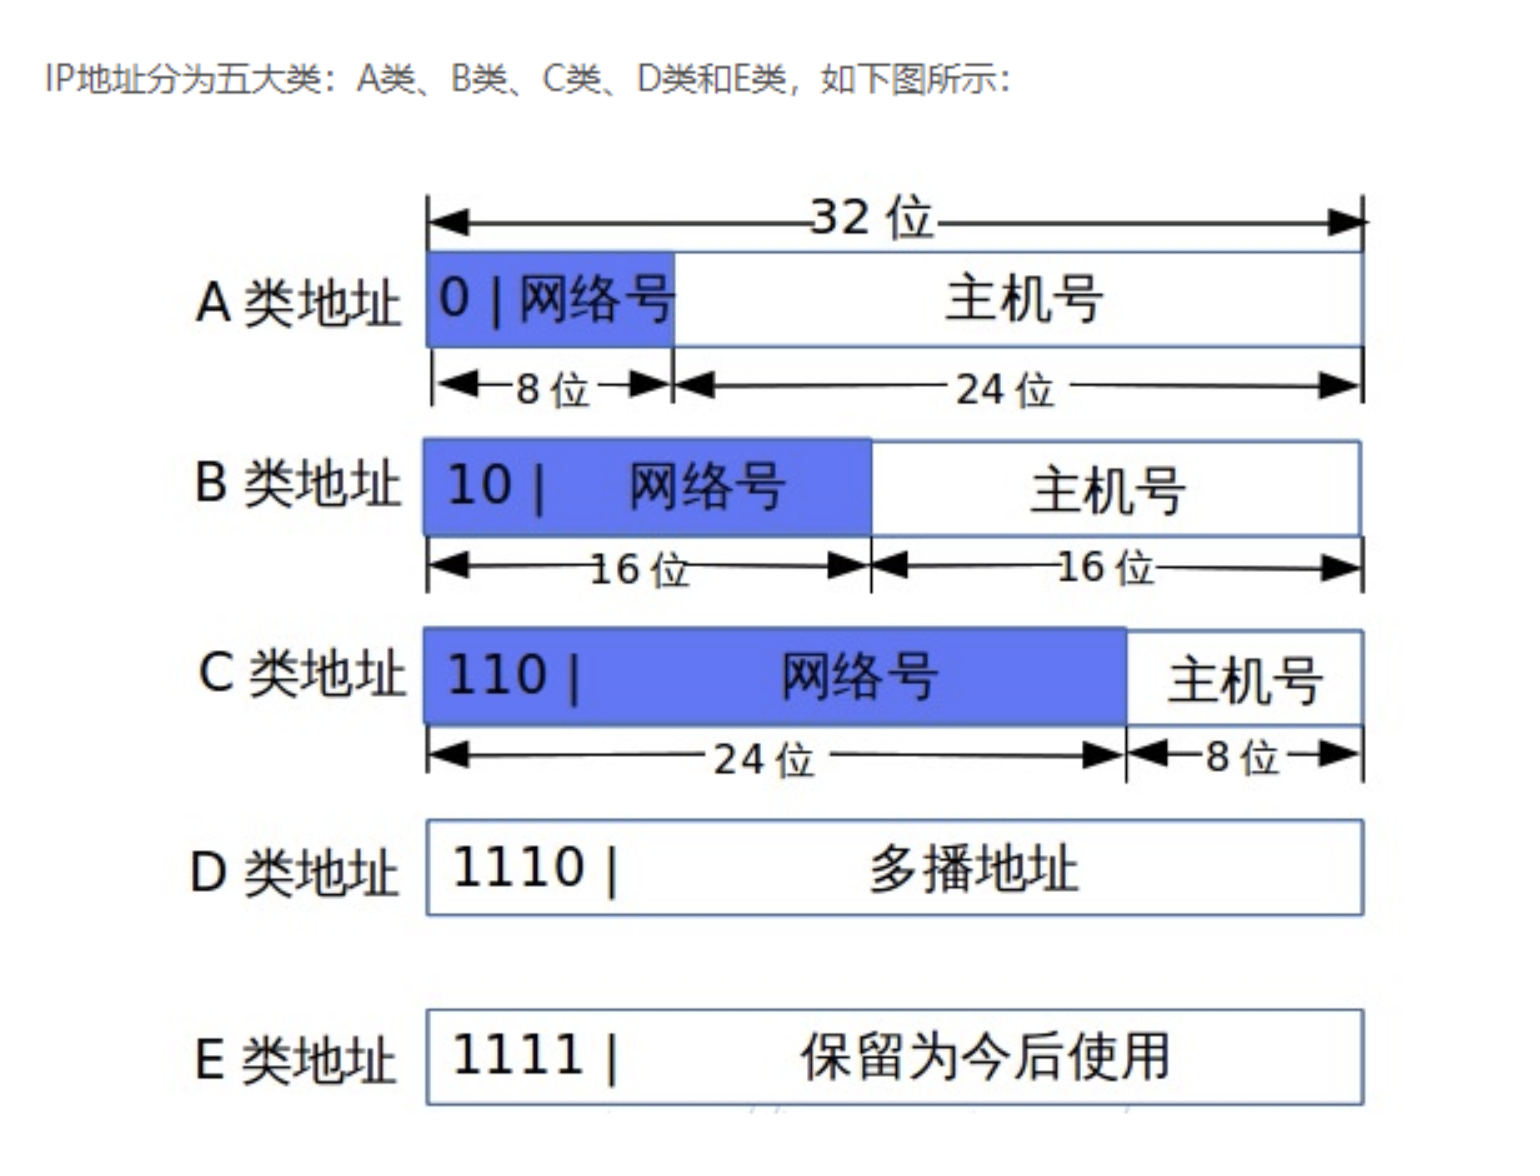 IP地址分为五大类：A类、B类、C类、D类和E类，如下图所示：
32 位
A 类地址 0 | 网络号 主机号
8 位 24 位
B 类地址 10 | 网络号 主机号
16 位 16 位
C 类地址 110 | 网络号 主机号
24 位 8 位
D 类地址 1110 | 多播地址
E 类地址 1111 | 保留为今后使用